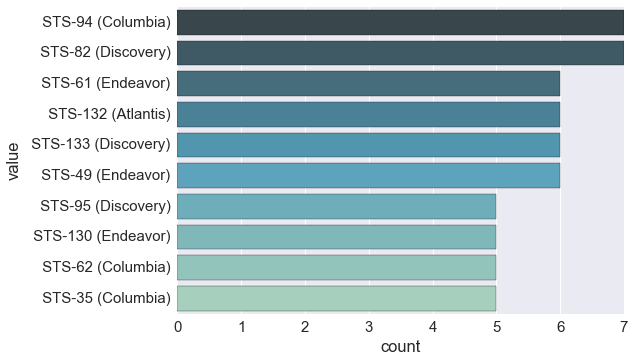 STS-94 (Columbia)
STS-82 (Discovery)
STS-61 (Endeavor)
STS-132 (Atlantis)
STS-133 (Discovery)
STS-49 (Endeavor)
STS-95 (Discovery)
STS-130 (Endeavor)
STS-62 (Columbia)
STS-35 (Columbia)
value
0 1 2 3 4 5 6 7
count